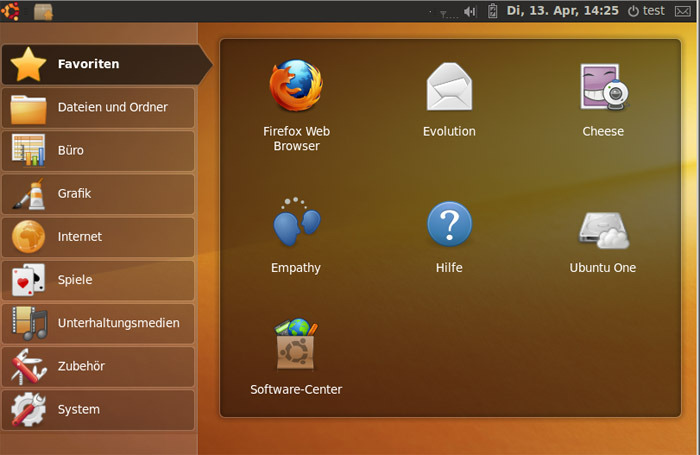 Di, 13. Apr, 14:25 test
Favoriten
Dateien und Ordner
Büro
Grafik
Internet
Spiele
Unterhaltungsmedien
Zubehör
System
Firefox Web
Browser
Evolution
Cheese
Empathy
Hilfe
Ubuntu One
Software-Center